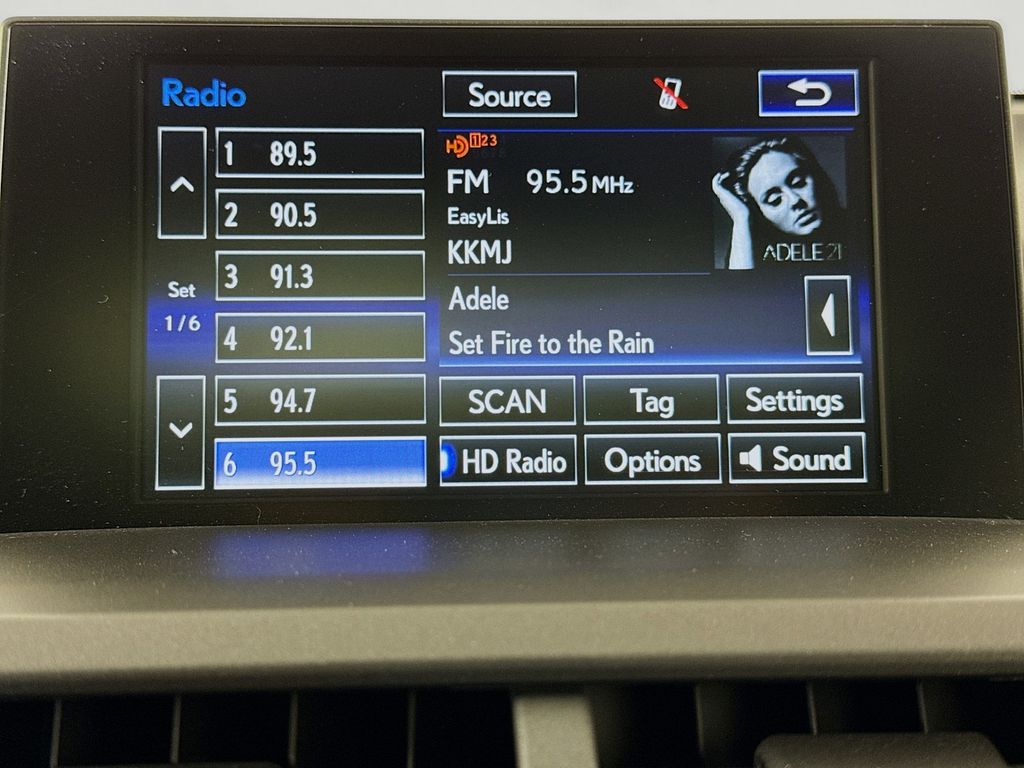 Radio
Source
1 89.5
2 90.5
3 91.3
Set
1/6
4 92.1
5 94.7
6 95.5
HD 1 2 3
FM 95.5 MHz
EasyLis
KKMJ
ADELE 21
Adele
Set Fire to the Rain
SCAN Tag Settings
HD Radio Options Sound